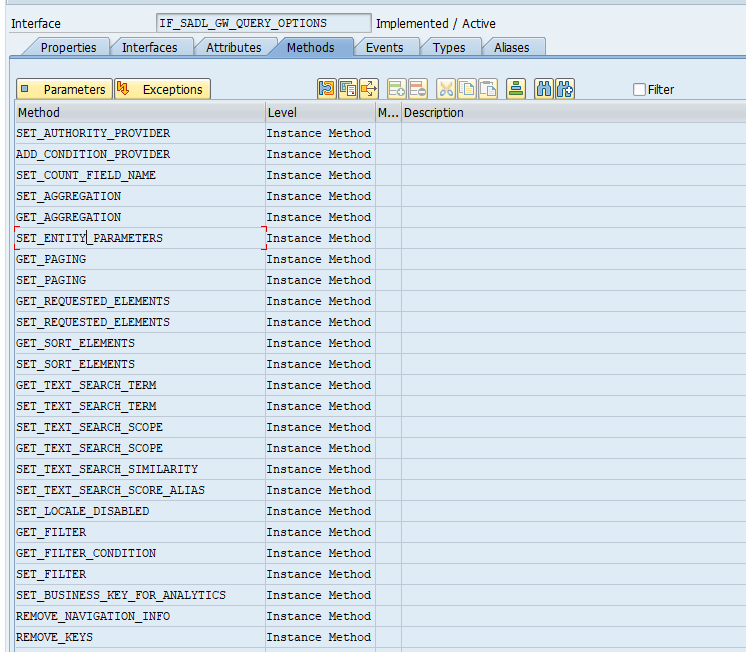 Interface IF_SADL_GW_QUERY_OPTIONS Implemented / Active
Properties Interfaces Attributes Methods Events Types Aliases
Parameters Exceptions Filter
Method Level M... Description
SET_AUTHORITY_PROVIDER Instance Method
ADD_CONDITION_PROVIDER Instance Method
SET_COUNT_FIELD_NAME Instance Method
SET_AGGREGATION Instance Method
GET_AGGREGATION Instance Method
SET_ENTITY_PARAMETERS Instance Method
GET_PAGING Instance Method
SET_PAGING Instance Method
GET_REQUESTED_ELEMENTS Instance Method
SET_REQUESTED_ELEMENTS Instance Method
GET_SORT_ELEMENTS Instance Method
SET_SORT_ELEMENTS Instance Method
GET_TEXT_SEARCH_TERM Instance Method
SET_TEXT_SEARCH_TERM Instance Method
SET_TEXT_SEARCH_SCOPE Instance Method
GET_TEXT_SEARCH_SCOPE Instance Method
SET_TEXT_SEARCH_SIMILARITY Instance Method
SET_TEXT_SEARCH_SCORE_ALIAS Instance Method
SET_LOCALE_DISABLED Instance Method
GET_FILTER Instance Method
GET_FILTER_CONDITION Instance Method
SET_FILTER Instance Method
SET_BUSINESS_KEY_FOR_ANALYTICS Instance Method
REMOVE_NAVIGATION_INFO Instance Method
REMOVE_KEYS Instance Method